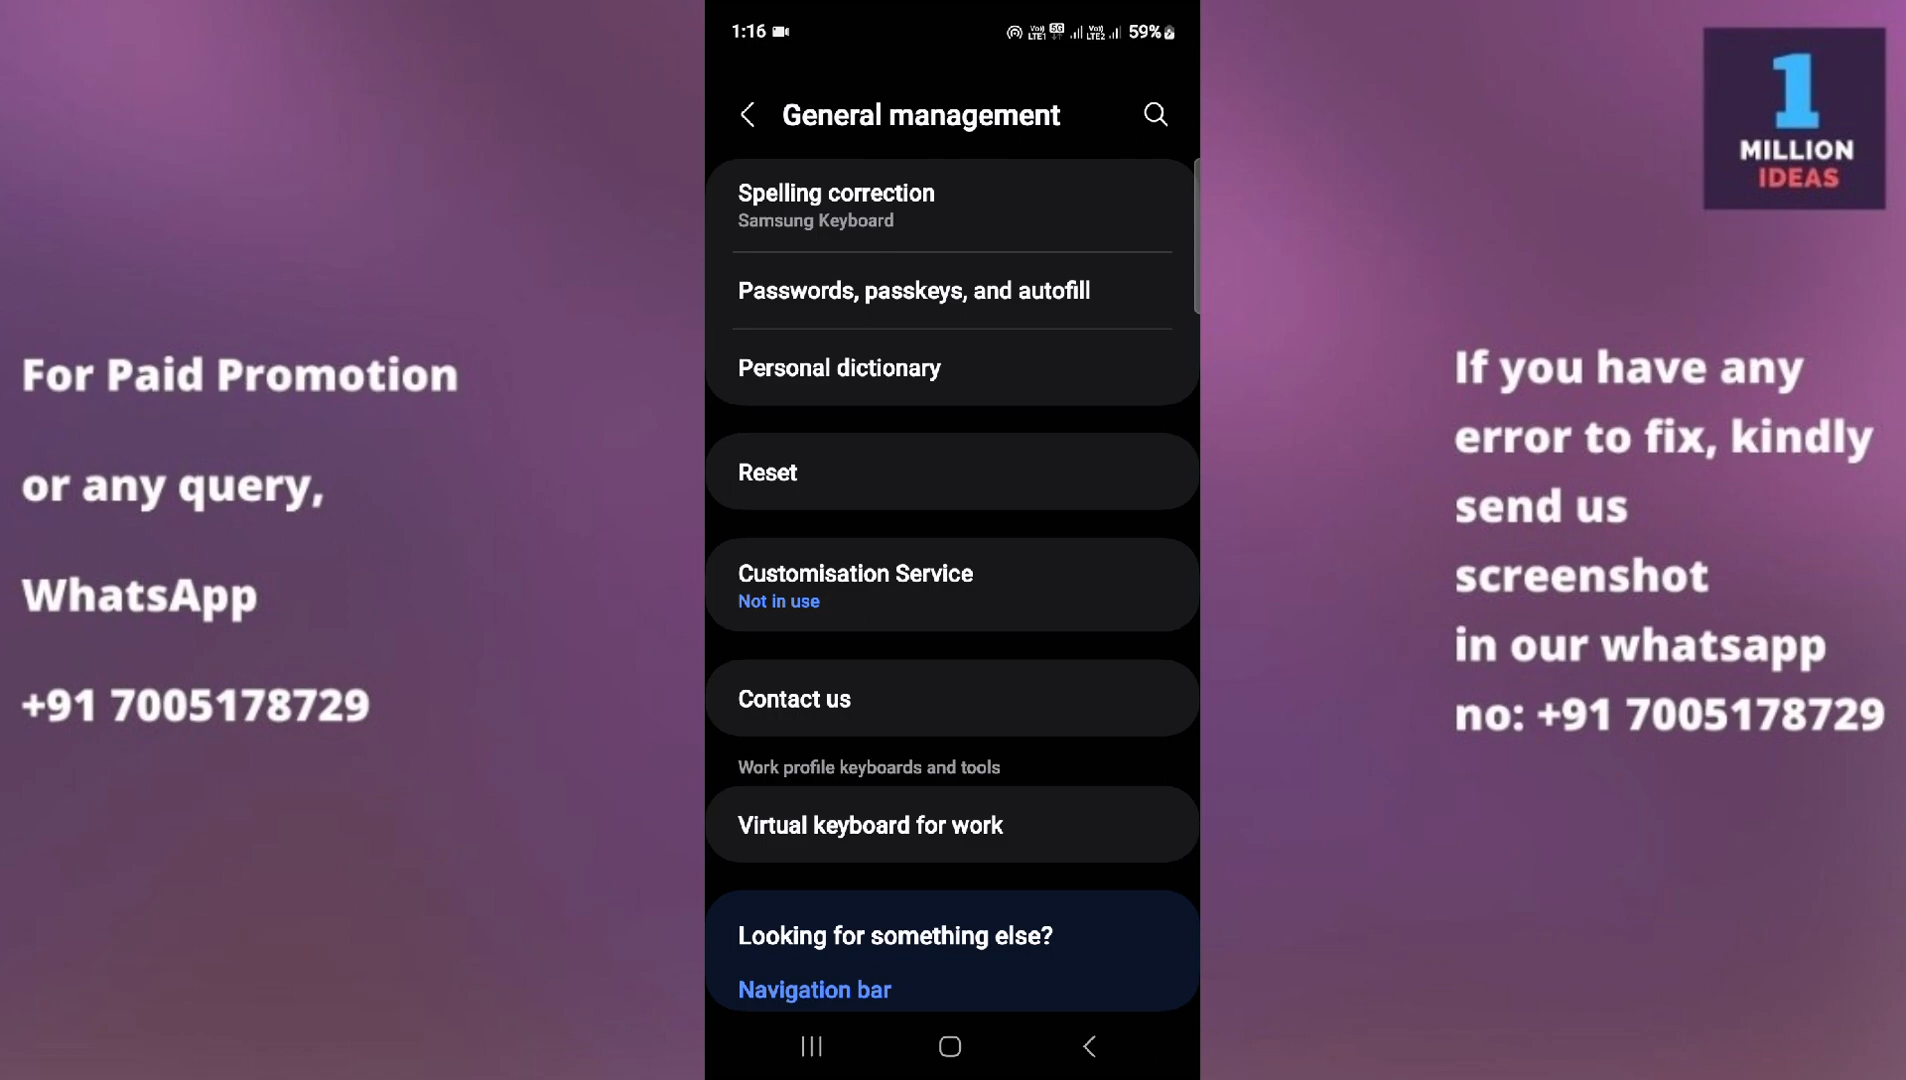 For Paid Promotion
or any query,
WhatsApp
+91 7005178729
1:16
VoLTE1 5G VoLTE2 59%
General management
Spelling correction
Samsung Keyboard
Passwords, passkeys, and autofill
Personal dictionary
Reset
Customisation Service
Not in use
Contact us
Work profile keyboards and tools
Virtual keyboard for work
Looking for something else?
Navigation bar
1
MILLION
IDEAS
If you have any
error to fix, kindly
send us
screenshot
in our whatsapp
no: +91 7005178729